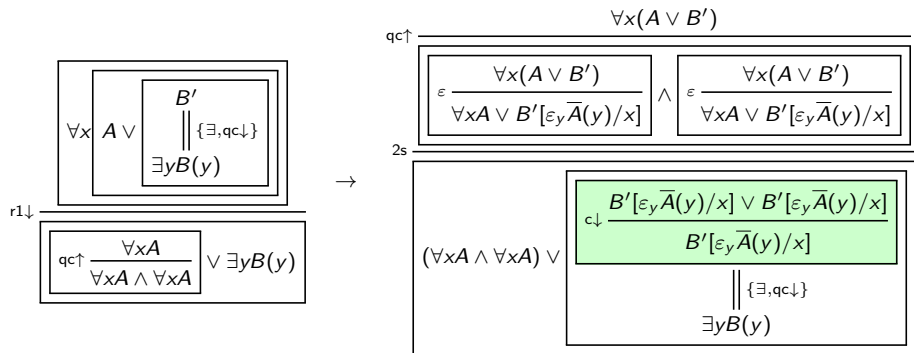 ∀x A ∨ B′
{∃,qc↓}
∃yB(y)
r1↓
qc↑ ∀xA
∀xA ∧ ∀xA
∨ ∃yB(y)
→
∀x(A ∨ B′)
qc↑
ε ∀x(A ∨ B′) ∧ ε ∀x(A ∨ B′)
∀xA ∨ B′[ε_y A̅(y)/x] ∀xA ∨ B′[ε_y A̅(y)/x]
2s
B′[ε_y A̅(y)/x] ∨ B′[ε_y A̅(y)/x]
(∀xA ∧ ∀xA) ∨ c↓
B′[ε_y A̅(y)/x]
{∃,qc↓}
∃yB(y)